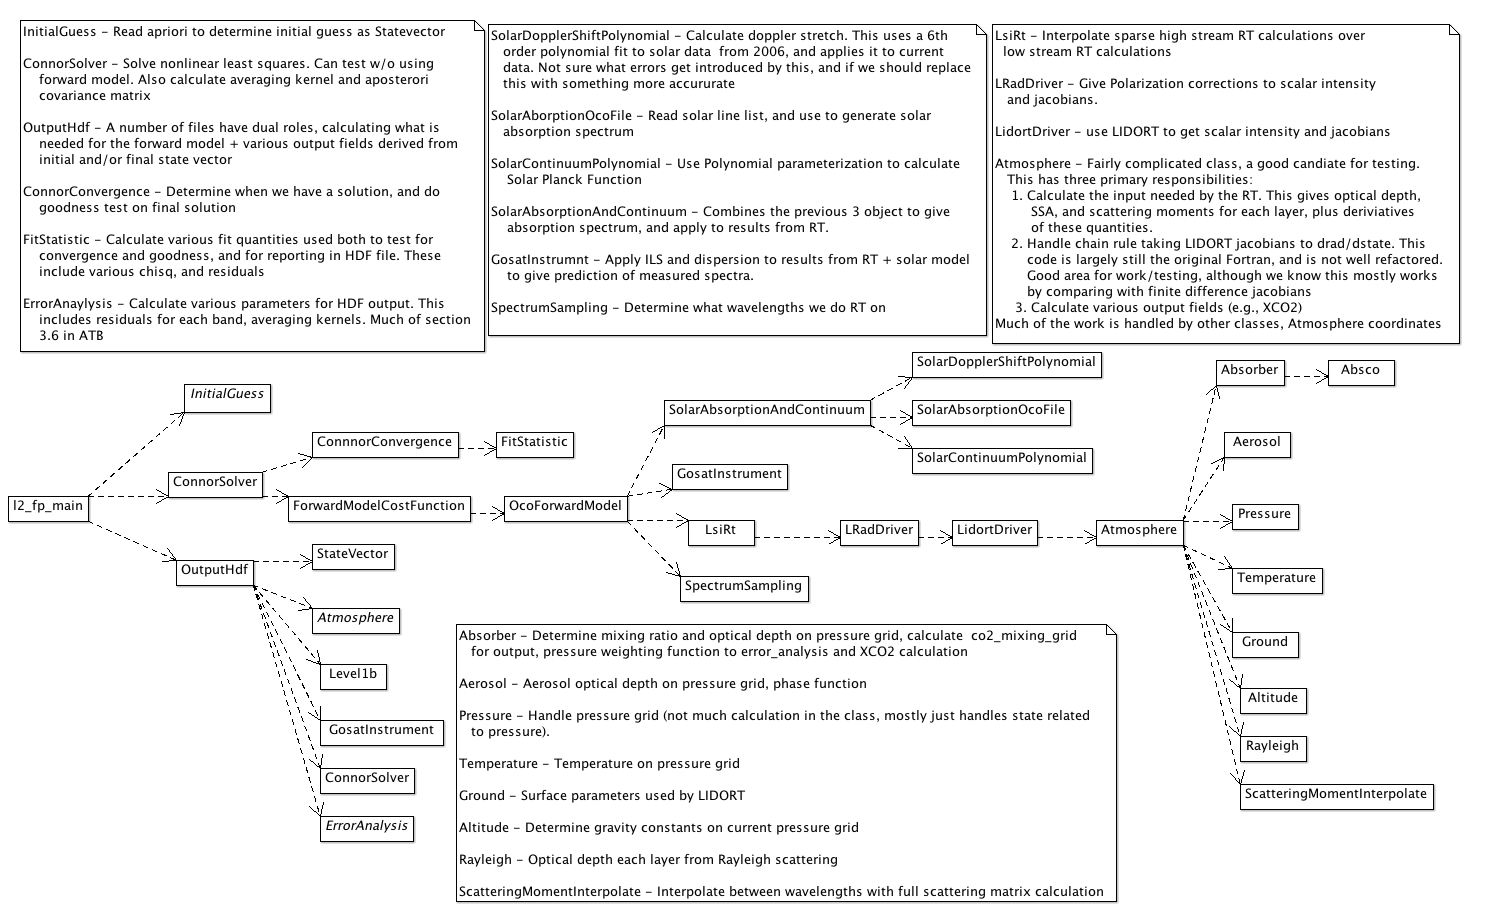 InitialGuess – Read apriori to determine initial guess as Statevector
ConnorSolver – Solve nonlinear least squares. Can test w/o using
forward model. Also calculate averaging kernel and aposterori
covariance matrix
OutputHdf – A number of files have dual roles, calculating what is
needed for the forward model + various output fields derived from
initial and/or final state vector
ConnorConvergence – Determine when we have a solution, and do
goodness test on final solution
FitStatistic – Calculate various fit quantities used both to test for
convergence and goodness, and for reporting in HDF file. These
include various chisq, and residuals
ErrorAnaylysis – Calculate various parameters for HDF output. This
includes residuals for each band, averaging kernels. Much of section
3.6 in ATB
SolarDopplerShiftPolynomial – Calculate doppler stretch. This uses a 6th
order polynomial fit to solar data  from 2006, and applies it to current
data. Not sure what errors get introduced by this, and if we should replace
this with something more accururate
SolarAborptionOcoFile – Read solar line list, and use to generate solar
absorption spectrum
SolarContinuumPolynomial – Use Polynomial parameterization to calculate
Solar Planck Function
SolarAbsorptionAndContinuum – Combines the previous 3 object to give
absorption spectrum, and apply to results from RT.
GosatInstrumnt – Apply ILS and dispersion to results from RT + solar model
to give prediction of measured spectra.
SpectrumSampling – Determine what wavelengths we do RT on
LsiRt – Interpolate sparse high stream RT calculations over
low stream RT calculations
LRadDriver – Give Polarization corrections to scalar intensity
and jacobians.
LidortDriver – use LIDORT to get scalar intensity and jacobians
Atmosphere – Fairly complicated class, a good candiate for testing.
This has three primary responsibilities:
1. Calculate the input needed by the RT. This gives optical depth,
SSA, and scattering moments for each layer, plus deriviatives
of these quantities.
2. Handle chain rule taking LIDORT jacobians to drad/dstate. This
code is largely still the original Fortran, and is not well refactored.
Good area for work/testing, although we know this mostly works
by comparing with finite difference jacobians
3. Calculate various output fields (e.g., XCO2)
Much of the work is handled by other classes, Atmosphere coordinates
l2_fp_main
InitialGuess
ConnorSolver
ConnnorConvergence
FitStatistic
ForwardModelCostFunction
OcoForwardModel
OutputHdf
StateVector
Atmosphere
Level1b
GosatInstrument
ConnorSolver
ErrorAnalysis
SolarAbsorptionAndContinuum
SolarDopplerShiftPolynomial
SolarAbsorptionOcoFile
SolarContinuumPolynomial
GosatInstrument
LsiRt
LRadDriver
LidortDriver
Atmosphere
SpectrumSampling
Absorber
Absco
Aerosol
Pressure
Temperature
Ground
Altitude
Rayleigh
ScatteringMomentInterpolate
Absorber – Determine mixing ratio and optical depth on pressure grid, calculate  co2_mixing_grid
for output, pressure weighting function to error_analysis and XCO2 calculation
Aerosol – Aerosol optical depth on pressure grid, phase function
Pressure – Handle pressure grid (not much calculation in the class, mostly just handles state related
to pressure).
Temperature – Temperature on pressure grid
Ground – Surface parameters used by LIDORT
Altitude – Determine gravity constants on current pressure grid
Rayleigh – Optical depth each layer from Rayleigh scattering
ScatteringMomentInterpolate – Interpolate between wavelengths with full scattering matrix calculation